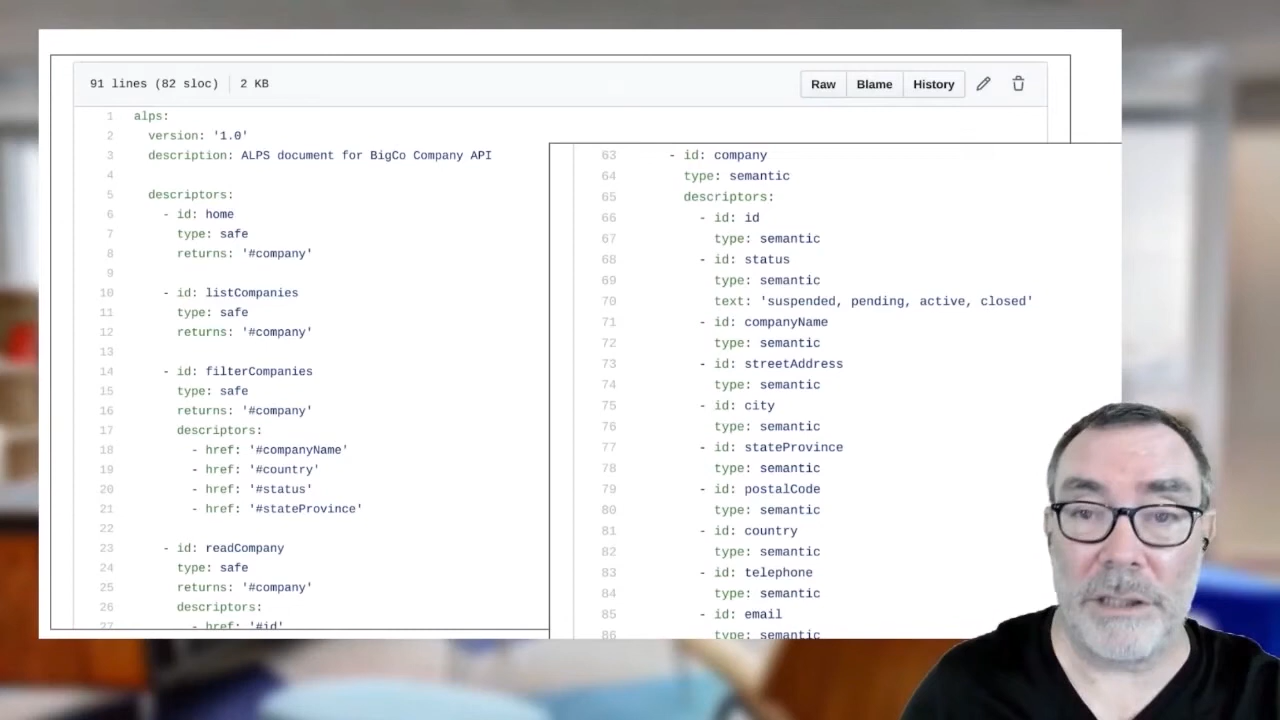 91 lines (82 sloc) 2 KB
Raw Blame History
1 alps:
2 version: '1.0'
3 description: ALPS document for BigCo Company API
4
5 descriptors:
6 - id: home
7 type: safe
8 returns: '#company'
9
10 - id: listCompanies
11 type: safe
12 returns: '#company'
13
14 - id: filterCompanies
15 type: safe
16 returns: '#company'
17 descriptors:
18 - href: '#companyName'
19 - href: '#country'
20 - href: '#status'
21 - href: '#stateProvince'
22
23 - id: readCompany
24 type: safe
25 returns: '#company'
26 descriptors:
27 - href: '#id'
63 - id: company
64 type: semantic
65 descriptors:
66 - id: id
67 type: semantic
68 - id: status
69 type: semantic
70 text: 'suspended, pending, active, closed'
71 - id: companyName
72 type: semantic
73 - id: streetAddress
74 type: semantic
75 - id: city
76 type: semantic
77 - id: stateProvince
78 type: semantic
79 - id: postalCode
80 type: semantic
81 - id: country
82 type: semantic
83 - id: telephone
84 type: semantic
85 - id: email
86 type: semantic